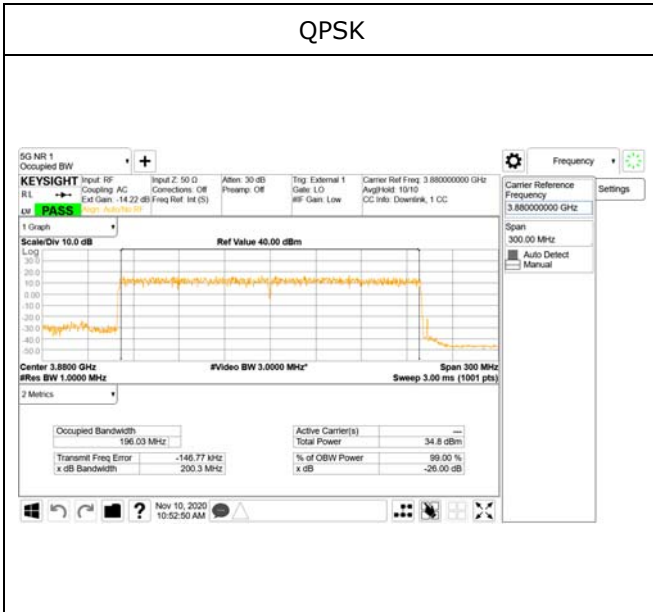 QPSK
5G NR 1
Occupied BW
KEYSIGHT
Input: RF
Input Z: 50 Ω
Atten: 30 dB
Trig: External 1
Carrier Ref Freq: 3.880000000 GHz
RL
Coupling: AC
Corrections: Off
Preamp: Off
Gate: LO
Avg|Hold: 10/10
Ext Gain: -14.22 dB
Freq Ref: Int (S)
#IF Gain: Low
CC Info: Downlink, 1 CC
PASS
Align: Auto/No RF
Frequency
Carrier Reference Frequency
Settings
3.880000000 GHz
Span
300.00 MHz
Auto Detect
Manual
1 Graph
Scale/Div 10.0 dB
Ref Value 40.00 dBm
Log
30.0
20.0
10.0
0.00
-10.0
-20.0
-30.0
-40.0
-50.0
Center 3.8800 GHz
#Video BW 3.0000 MHz*
Span 300 MHz
#Res BW 1.0000 MHz
Sweep 3.00 ms (1001 pts)
2 Metrics
Occupied Bandwidth
196.03 MHz
Active Carrier(s)
---
Total Power
34.8 dBm
Transmit Freq Error
-146.77 kHz
% of OBW Power
99.00 %
x dB Bandwidth
200.3 MHz
x dB
-26.00 dB
?
Nov 10, 2020
10:52:50 AM